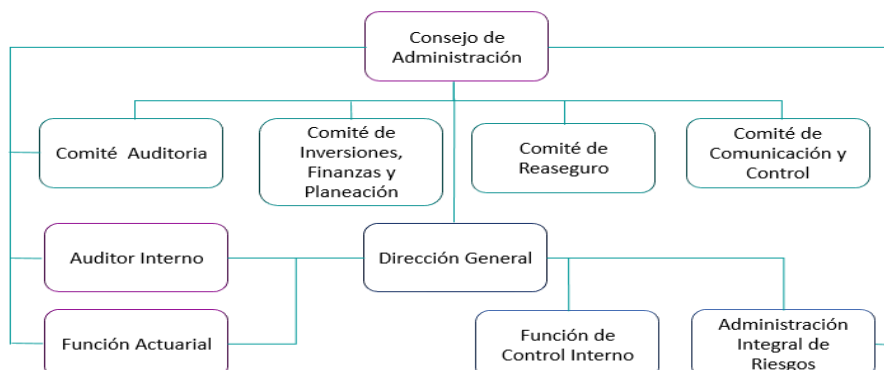 Consejo de
Administración
Comité  Auditoria
Comité de
Inversiones,
Finanzas y
Planeación
Comité de
Reaseguro
Comité de
Comunicación y
Control
Auditor Interno
Dirección General
Función Actuarial
Función de
Control Interno
Administración
Integral de
Riesgos